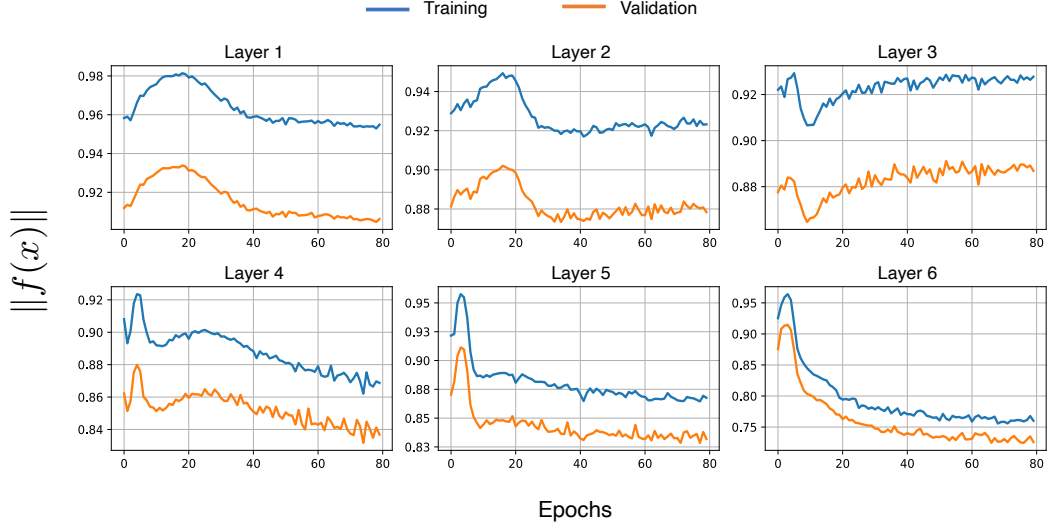 Training Validation
Layer 1 Layer 2 Layer 3
0.98 0.96 0.94 0.92
0 20 40 60 80
0.94 0.92 0.90 0.88
0 20 40 60 80
0.92 0.90 0.88
0 20 40 60 80
||f(x)||
Layer 4 Layer 5 Layer 6
0.92 0.90 0.88 0.86 0.84
0 20 40 60 80
0.95 0.93 0.90 0.88 0.85 0.83
0 20 40 60 80
0.95 0.90 0.85 0.80 0.75
0 20 40 60 80
Epochs